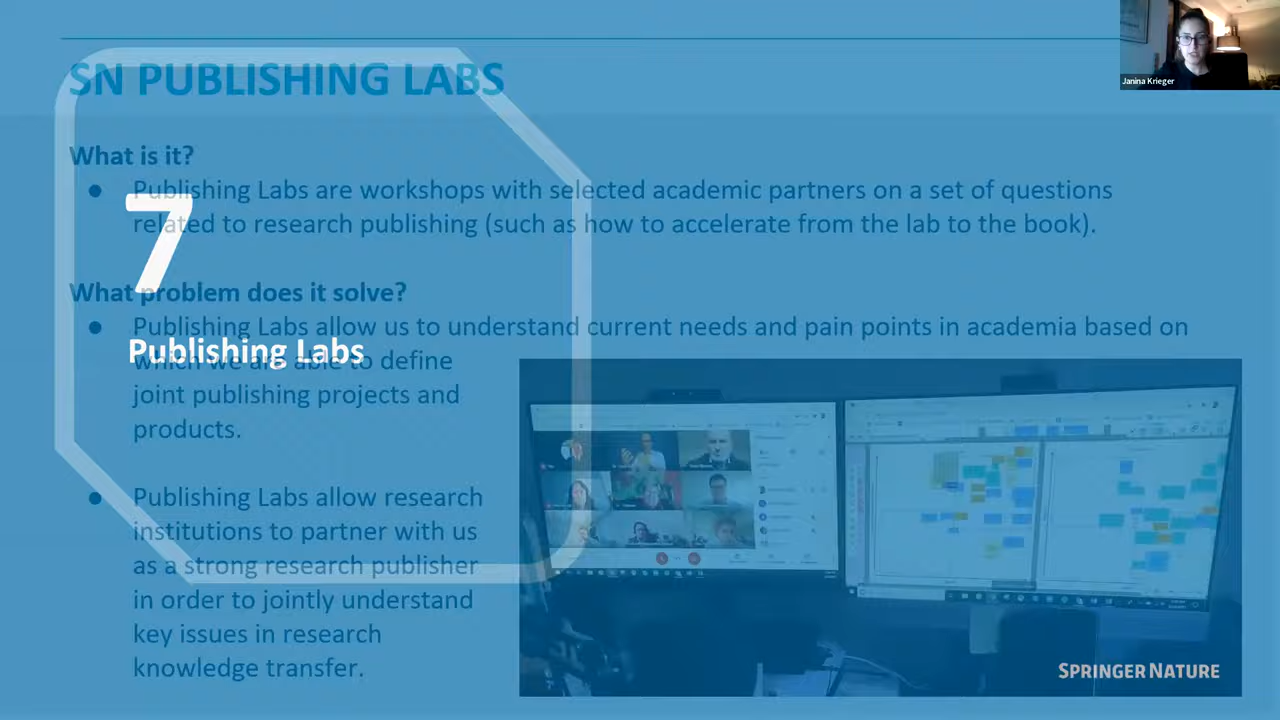 SN PUBLISHING LABS
What is it?
● Publishing Labs are workshops with selected academic partners on a set of questions
related to research publishing (such as how to accelerate from the lab to the book).
What problem does it solve?
● Publishing Labs allow us to understand current needs and pain points in academia based on
which we are able to define
joint publishing projects and
products.
● Publishing Labs allow research
institutions to partner with us
as a strong research publisher
in order to jointly understand
key issues in research
knowledge transfer.
7
Publishing Labs
Janina Krieger
SPRINGER NATURE